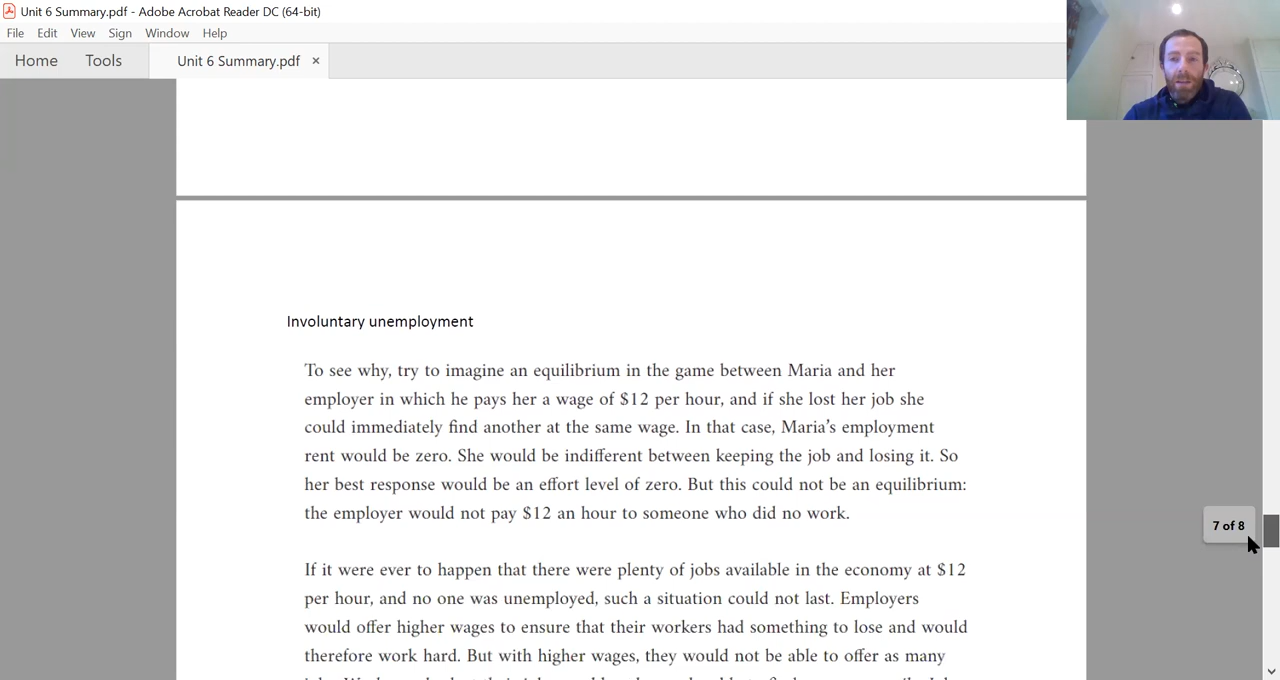 Unit 6 Summary.pdf - Adobe Acrobat Reader DC (64-bit)
File Edit View Sign Window Help
Home Tools Unit 6 Summary.pdf ×
Involuntary unemployment
To see why, try to imagine an equilibrium in the game between Maria and her
employer in which he pays her a wage of $12 per hour, and if she lost her job she
could immediately find another at the same wage. In that case, Maria's employment
rent would be zero. She would be indifferent between keeping the job and losing it. So
her best response would be an effort level of zero. But this could not be an equilibrium:
the employer would not pay $12 an hour to someone who did no work.
7 of 8
If it were ever to happen that there were plenty of jobs available in the economy at $12
per hour, and no one was unemployed, such a situation could not last. Employers
would offer higher wages to ensure that their workers had something to lose and would
therefore work hard. But with higher wages, they would not be able to offer as many